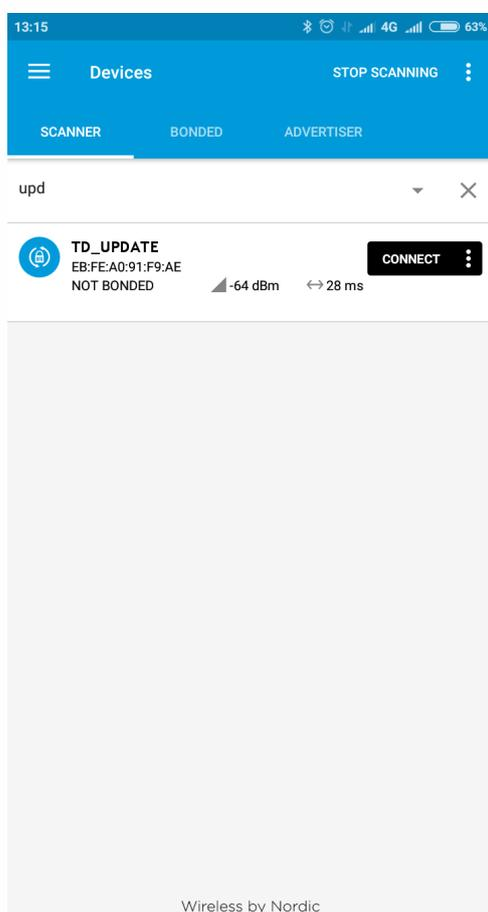 13:15 4G 63%
Devices STOP SCANNING
SCANNER BONDED ADVERTISER
upd
TD_UPDATE
EB:FE:A0:91:F9:AE CONNECT
NOT BONDED -64 dBm 28 ms
Wireless by Nordic